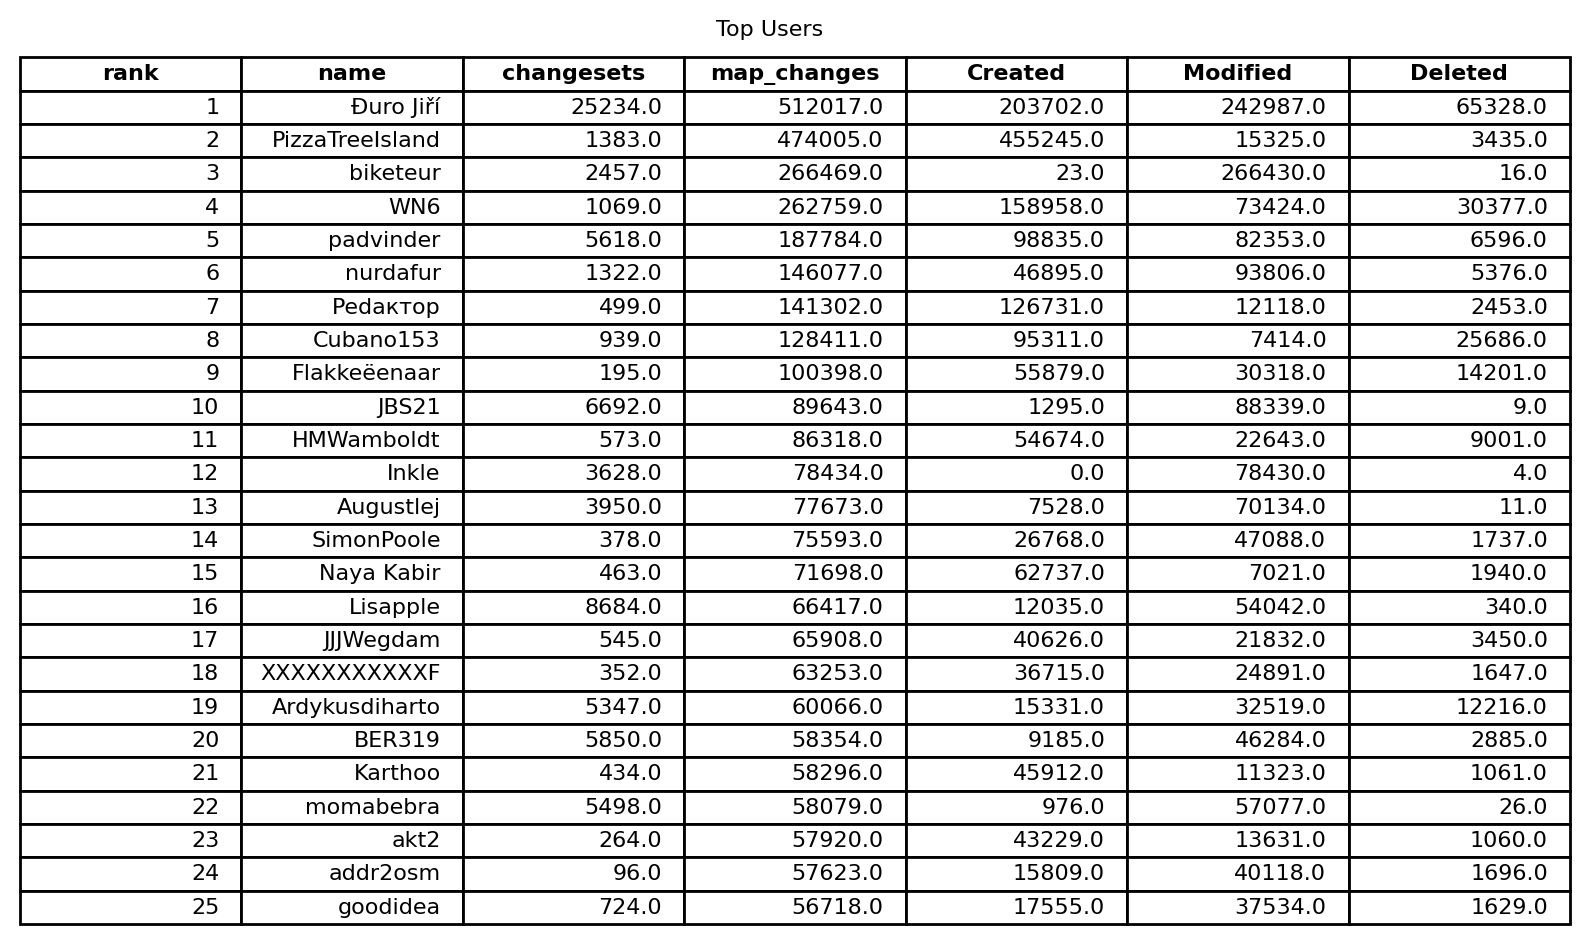 Top Users
rank name changesets map_changes Created Modified Deleted
1 Đuro Jiří 25234.0 512017.0 203702.0 242987.0 65328.0
2 PizzaTreeIsland 1383.0 474005.0 455245.0 15325.0 3435.0
3 biketeur 2457.0 266469.0 23.0 266430.0 16.0
4 WN6 1069.0 262759.0 158958.0 73424.0 30377.0
5 padvinder 5618.0 187784.0 98835.0 82353.0 6596.0
6 nurdafur 1322.0 146077.0 46895.0 93806.0 5376.0
7 Pedaктор 499.0 141302.0 126731.0 12118.0 2453.0
8 Cubano153 939.0 128411.0 95311.0 7414.0 25686.0
9 Flakkeëenaar 195.0 100398.0 55879.0 30318.0 14201.0
10 JBS21 6692.0 89643.0 1295.0 88339.0 9.0
11 HMWamboldt 573.0 86318.0 54674.0 22643.0 9001.0
12 Inkle 3628.0 78434.0 0.0 78430.0 4.0
13 Augustlej 3950.0 77673.0 7528.0 70134.0 11.0
14 SimonPoole 378.0 75593.0 26768.0 47088.0 1737.0
15 Naya Kabir 463.0 71698.0 62737.0 7021.0 1940.0
16 Lisapple 8684.0 66417.0 12035.0 54042.0 340.0
17 JJJWegdam 545.0 65908.0 40626.0 21832.0 3450.0
18 XXXXXXXXXXXF 352.0 63253.0 36715.0 24891.0 1647.0
19 Ardykusdiharto 5347.0 60066.0 15331.0 32519.0 12216.0
20 BER319 5850.0 58354.0 9185.0 46284.0 2885.0
21 Karthoo 434.0 58296.0 45912.0 11323.0 1061.0
22 momabebra 5498.0 58079.0 976.0 57077.0 26.0
23 akt2 264.0 57920.0 43229.0 13631.0 1060.0
24 addr2osm 96.0 57623.0 15809.0 40118.0 1696.0
25 goodidea 724.0 56718.0 17555.0 37534.0 1629.0